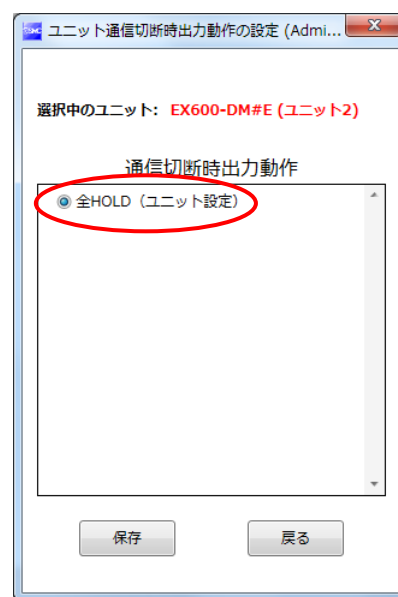 ユニット通信切断時出力動作の設定 (Admi...
選択中のユニット: EX600-DM#E (ユニット2)
通信切断時出力動作
全HOLD（ユニット設定）
保存
戻る